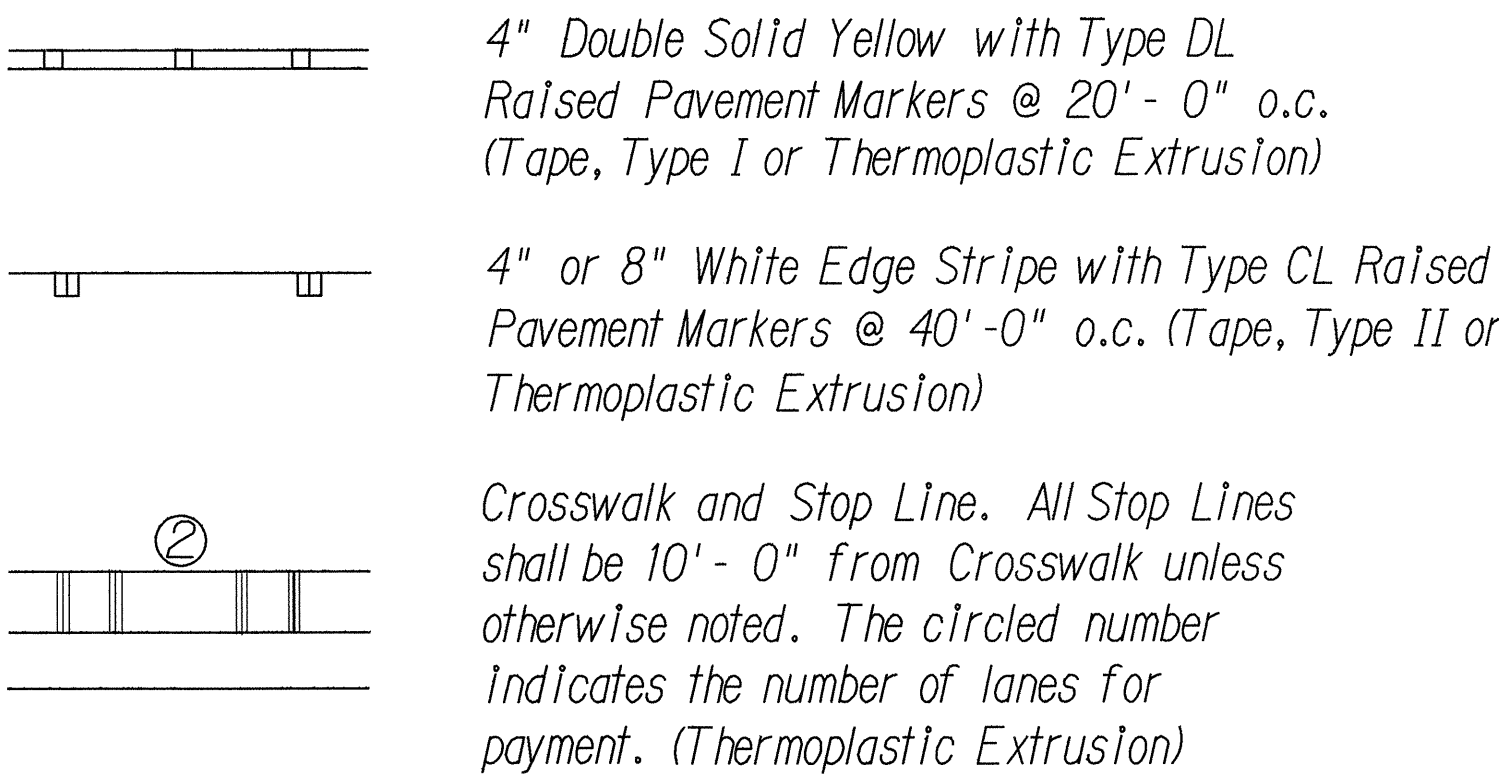 4" Double Solid Yellow with Type DL
Raised Pavement Markers @ 20'- 0" o.c.
(Tape, Type I or Thermoplastic Extrusion)
4" or 8" White Edge Stripe with Type CL Raised
Pavement Markers @ 40'-0" o.c. (Tape, Type II or
Thermoplastic Extrusion)
2
Crosswalk and Stop Line. All Stop Lines
shall be 10'- 0" from Crosswalk unless
otherwise noted. The circled number
indicates the number of lanes for
payment. (Thermoplastic Extrusion)